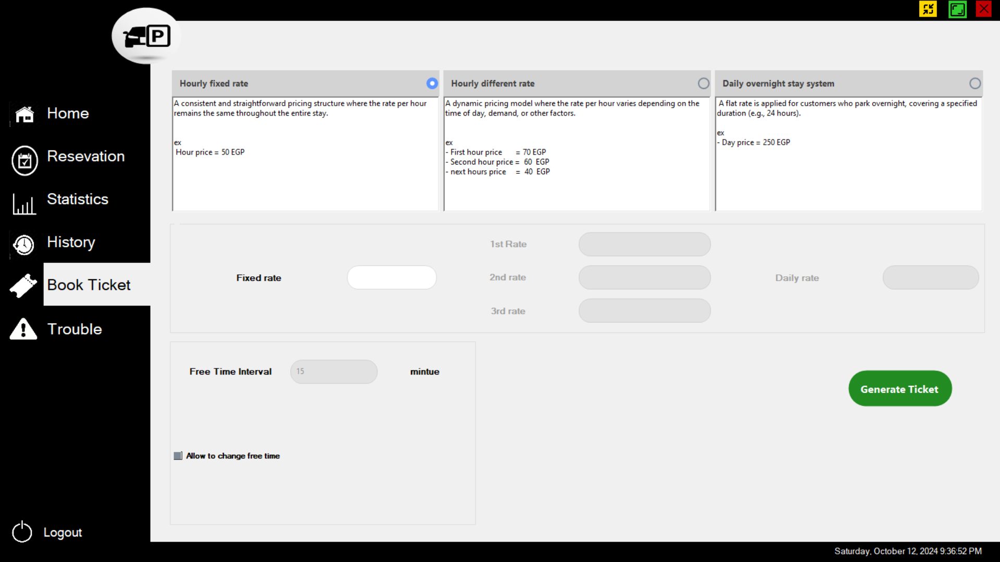 P
Home
Resevation
Statistics
History
Book Ticket
Trouble
Logout
Hourly fixed rate
A consistent and straightforward pricing structure where the rate per hour
remains the same throughout the entire stay.
ex
Hour price = 50 EGP
Hourly different rate
A dynamic pricing model where the rate per hour varies depending on the
time of day, demand, or other factors.
ex
- First hour price = 70 EGP
- Second hour price = 60 EGP
- next hours price = 40 EGP
Daily overnight stay system
A flat rate is applied for customers who park overnight, covering a specified
duration (e.g., 24 hours).
ex
- Day price = 250 EGP
Fixed rate
1st Rate
2nd rate
3rd rate
Daily rate
Free Time Interval 15 mintue
Allow to change free time
Generate Ticket
Saturday, October 12, 2024 9:36:52 PM